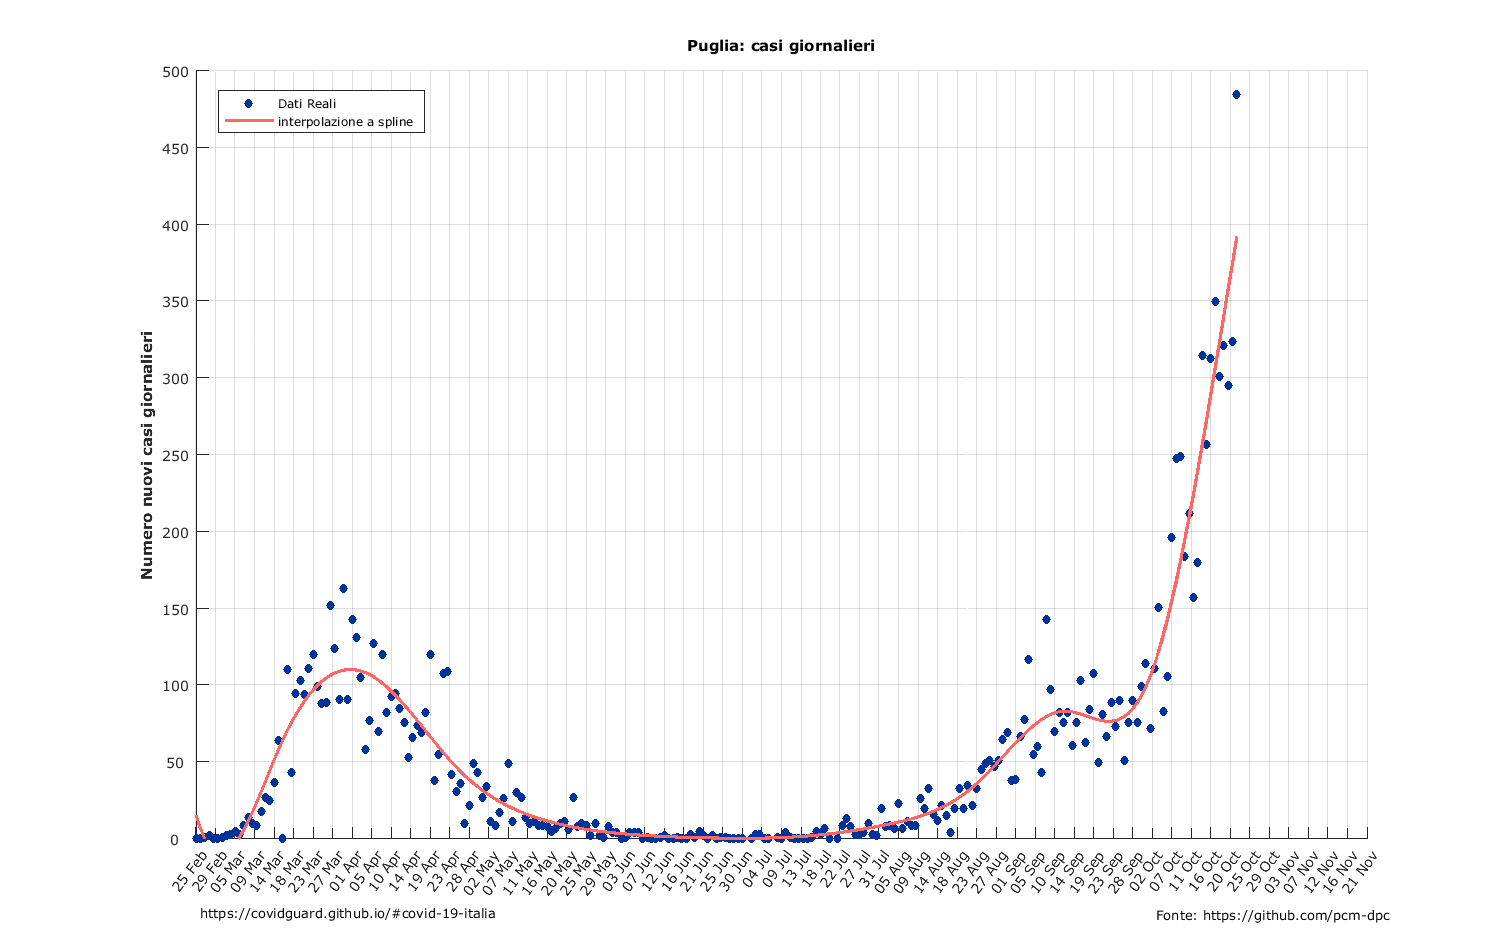 Puglia: casi giornalieri
500
Dati Reali
interpolazione a spline
450
400
350
300
250
200
150
100
50
0
Numero nuovi casi giornalieri
25 Feb
29 Feb
05 Mar
09 Mar
14 Mar
18 Mar
23 Mar
27 Mar
01 Apr
05 Apr
10 Apr
14 Apr
19 Apr
23 Apr
28 Apr
02 May
07 May
11 May
16 May
20 May
25 May
29 May
03 Jun
07 Jun
12 Jun
16 Jun
21 Jun
25 Jun
30 Jun
04 Jul
09 Jul
13 Jul
18 Jul
22 Jul
27 Jul
31 Jul
05 Aug
09 Aug
14 Aug
18 Aug
23 Aug
27 Aug
01 Sep
05 Sep
10 Sep
14 Sep
19 Sep
23 Sep
28 Sep
02 Oct
07 Oct
11 Oct
16 Oct
20 Oct
25 Oct
29 Oct
03 Nov
07 Nov
12 Nov
16 Nov
21 Nov
https://covidguard.github.io/#covid-19-italia
Fonte: https://github.com/pcm-dpc